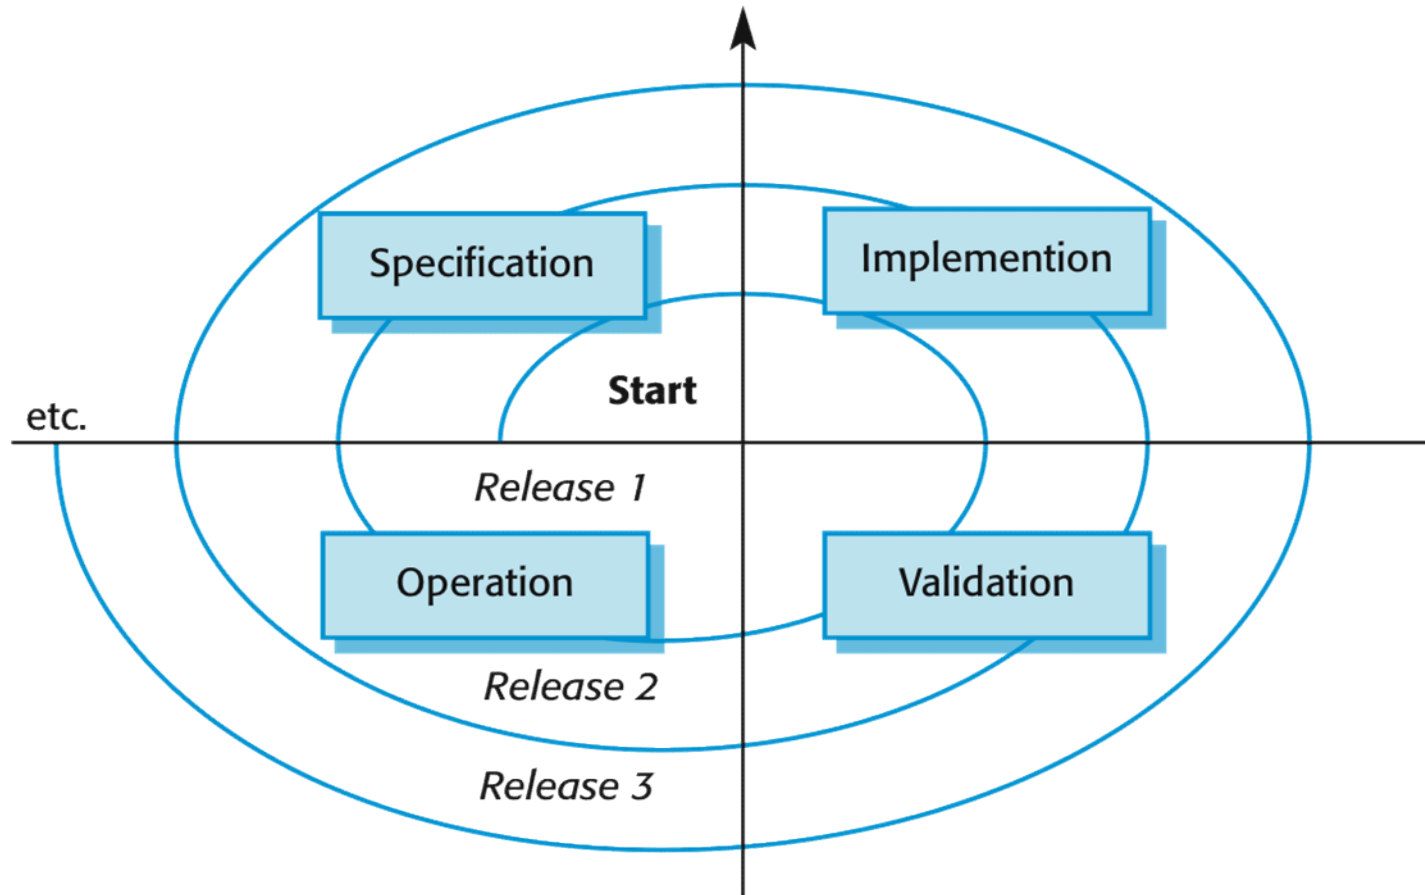 Specification
Implemention
Start
etc.
Release 1
Operation
Validation
Release 2
Release 3